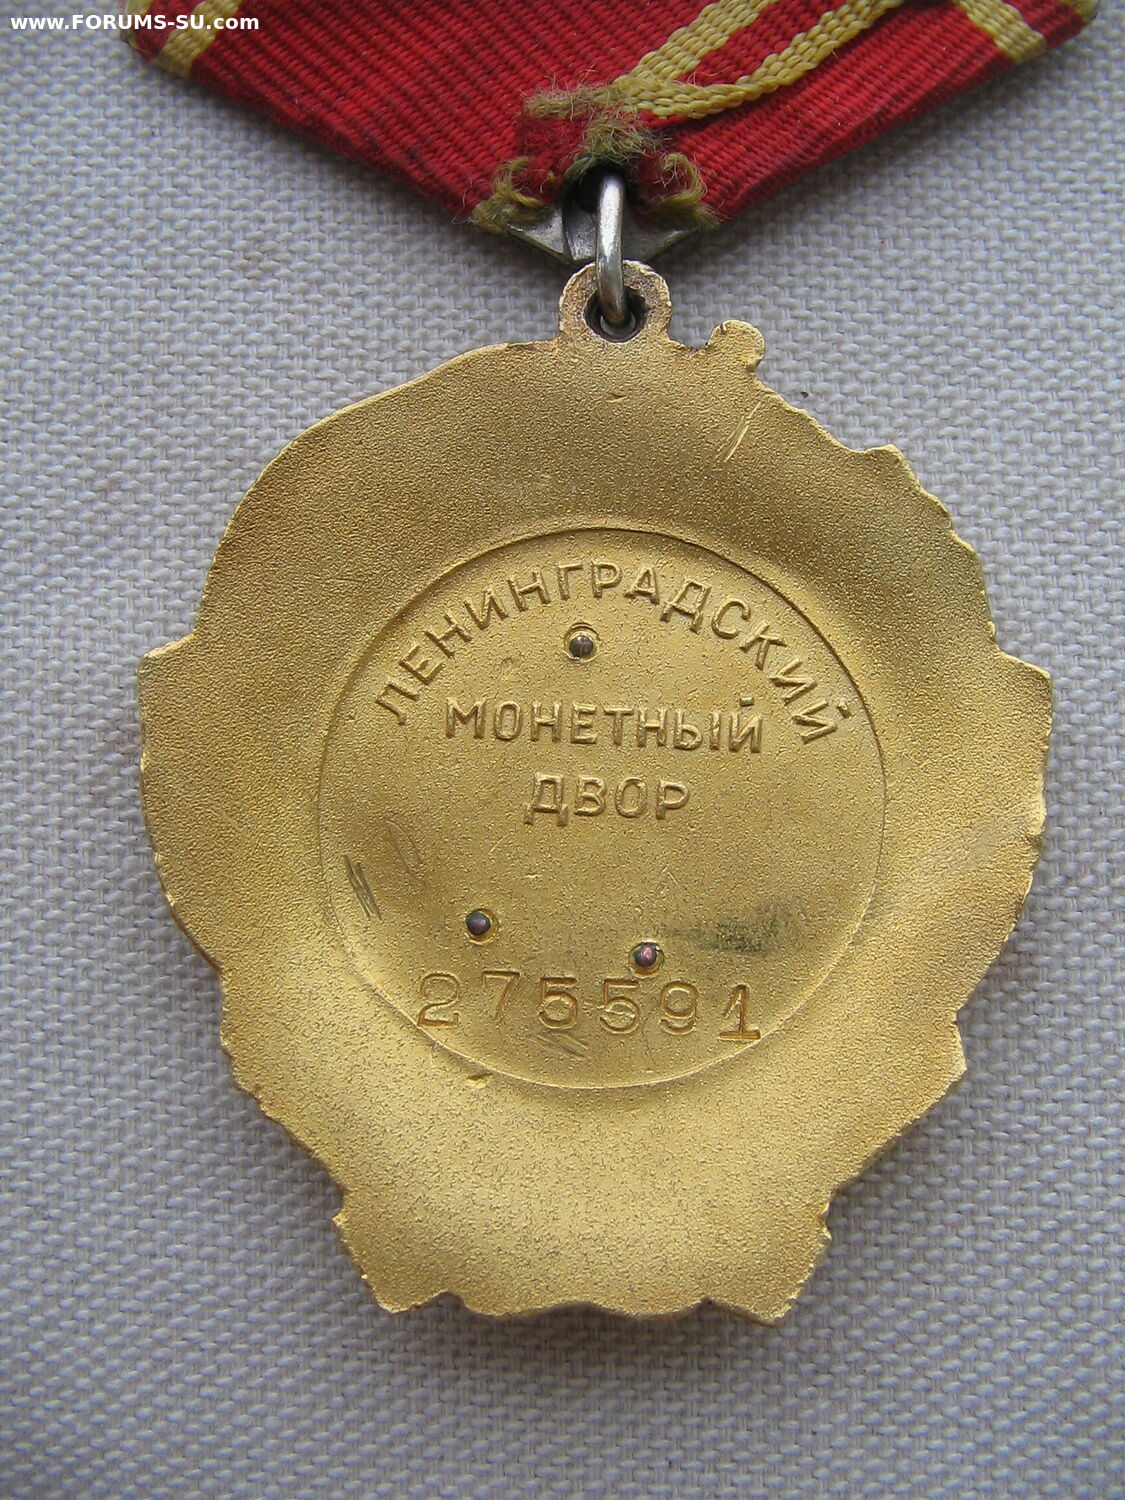 www.FORUMS-SU.com
ЛЕНИНГРАДСКИЙ
МОНЕТНЫЙ
ДВОР
275591